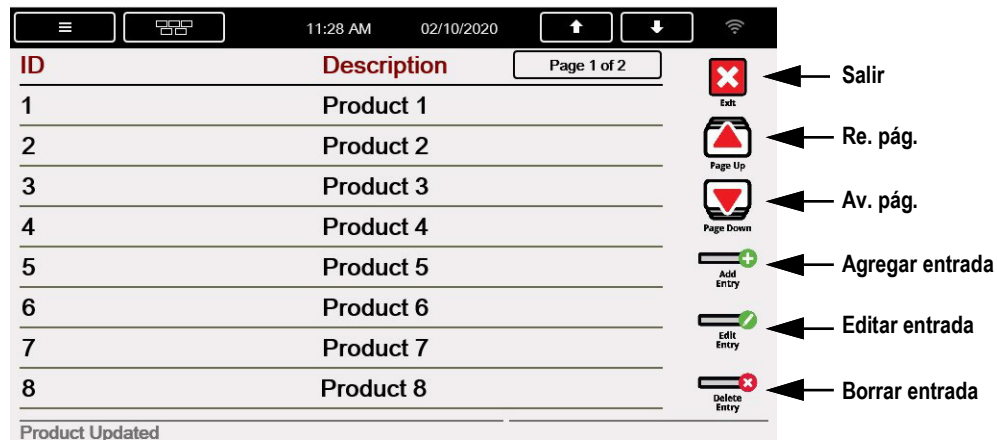 11:28 AM 02/10/2020
ID Description Page 1 of 2
Exit Salir
1 Product 1
Page Up Re. pág.
2 Product 2
3 Product 3
Page Down Av. pág.
4 Product 4
5 Product 5
Add Entry Agregar entrada
6 Product 6
Edit Entry Editar entrada
7 Product 7
8 Product 8
Delete Entry Borrar entrada
Product Updated